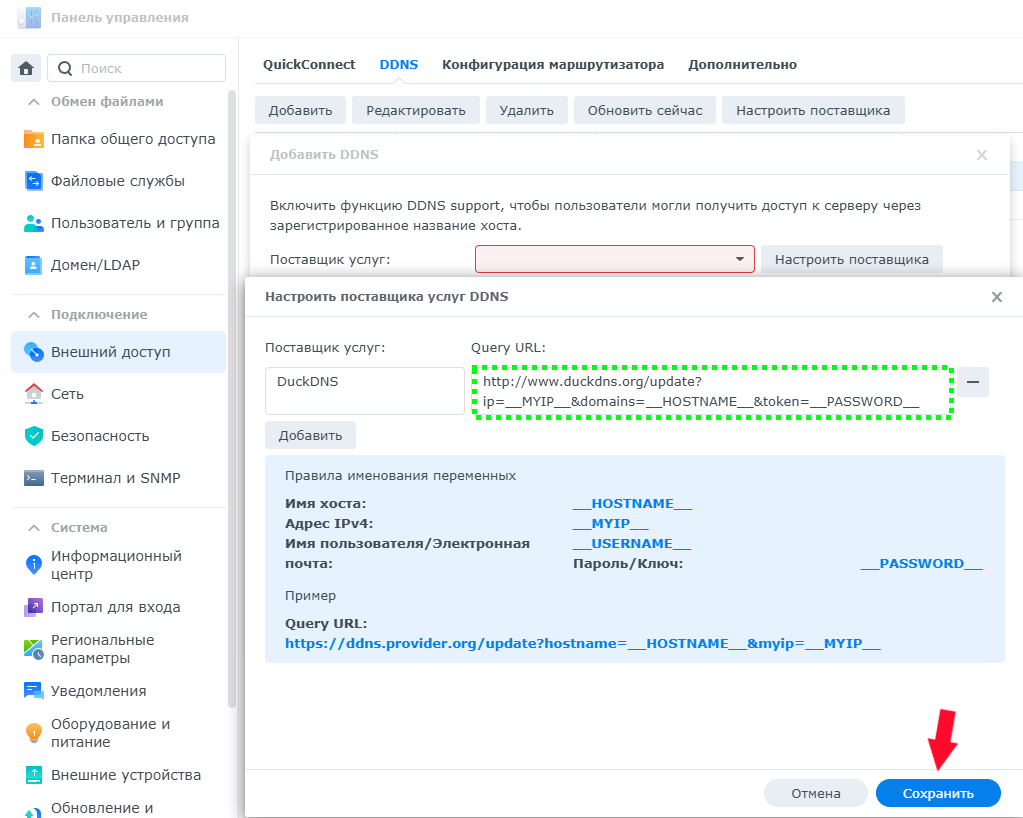 Панель управления
Поиск
Обмен файлами
Папка общего доступа
Файловые службы
Пользователь и группа
Домен/LDAP
Подключение
Внешний доступ
Сеть
Безопасность
Терминал и SNMP
Система
Информационный
центр
Портал для входа
Региональные
параметры
Уведомления
Оборудование и
питание
Внешние устройства
Обновление и
QuickConnect DDNS Конфигурация маршрутизатора Дополнительно
Добавить Редактировать Удалить Обновить сейчас Настроить поставщика
Добавить DDNS
Включить функцию DDNS support, чтобы пользователи могли получить доступ к серверу через
зарегистрированное название хоста.
Поставщик услуг: Настроить поставщика
Настроить поставщика услуг DDNS
Поставщик услуг: Query URL:
DuckDNS http://www.duckdns.org/update?
ip=__MYIP__&domains=__HOSTNAME__&token=__PASSWORD__
Добавить
Правила именования переменных
Имя хоста: __HOSTNAME__
Адрес IPv4: __MYIP__
Имя пользователя/Электронная __USERNAME__
почта: Пароль/Ключ: __PASSWORD__
Пример
Query URL:
https://ddns.provider.org/update?hostname=__HOSTNAME__&myip=__MYIP__
Отмена Сохранить